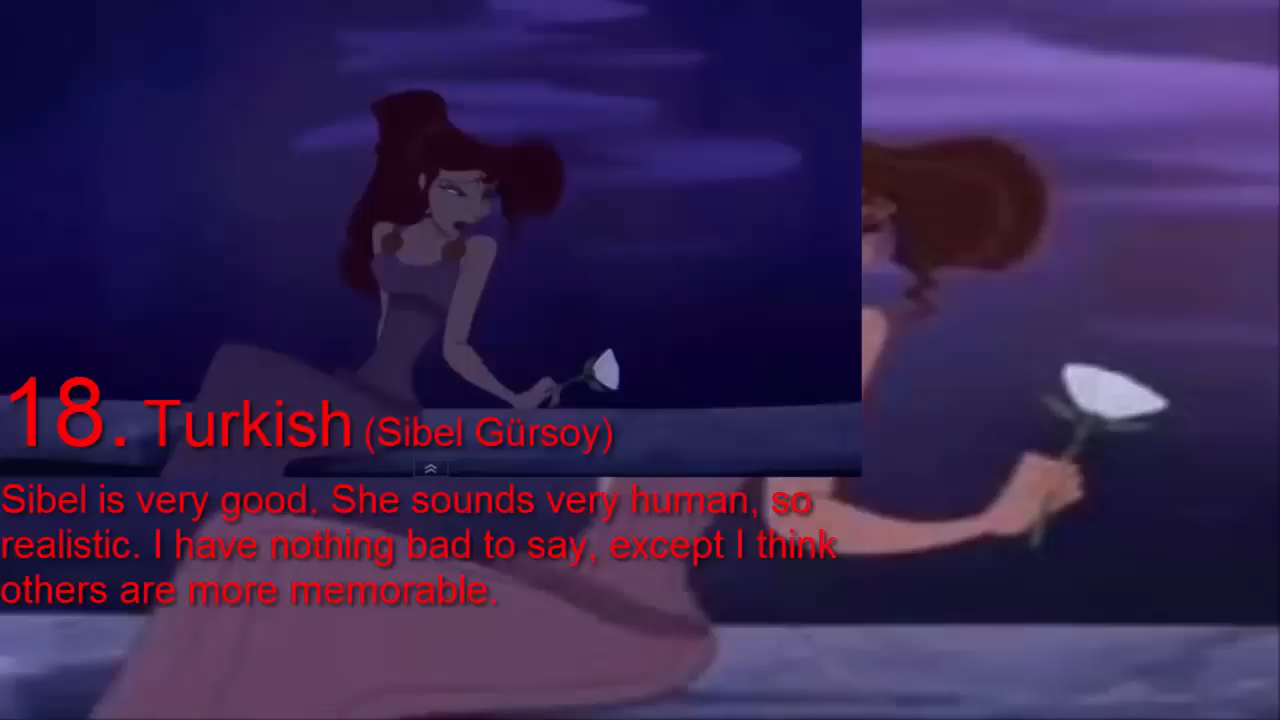 18. Turkish (Sibel Gürsoy)
Sibel is very good. She sounds very human, so
realistic. I have nothing bad to say, except I think
others are more memorable.